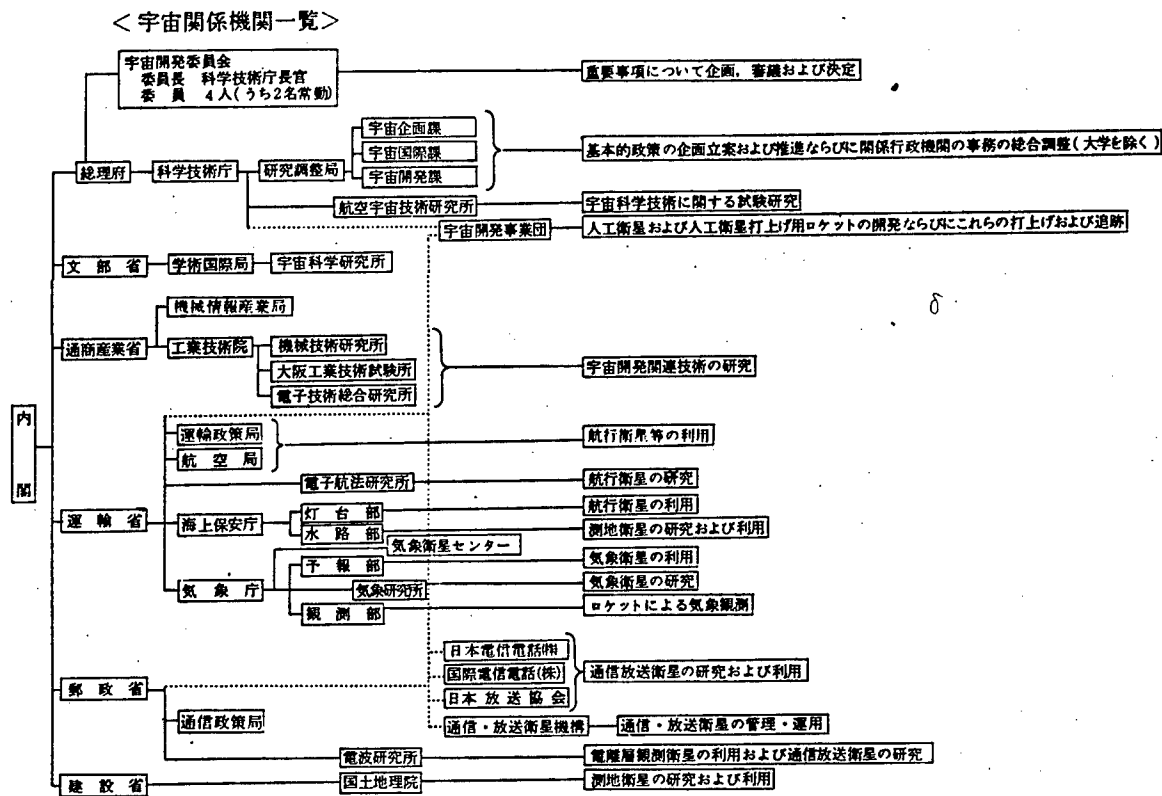 ＜宇宙関係機関一覧＞
宇宙開発委員会
委員長 科学技術庁長官
委 員 4人(うち2名常勤)
重要事項について企画，審議および決定
総理府
科学技術庁
研究調整局
宇宙企画課
宇宙国際課
宇宙開発課
基本的政策の企画立案および推進ならびに関係行政機関の事務の総合調整(大学を除く)
航空宇宙技術研究所
宇宙科学技術に関する試験研究
宇宙開発事業団
人工衛星および人工衛星打上げ用ロケットの開発ならびにこれらの打上げおよび追跡
文部省
学術国際局
宇宙科学研究所
機械情報産業局
通商産業省
工業技術院
機械技術研究所
大阪工業技術試験所
電子技術総合研究所
宇宙開発関連技術の研究
内閣
運輸政策局
航空局
航行衛星等の利用
電子航法研究所
航行衛星の研究
運輸省
海上保安庁
灯台部
航行衛星の利用
水路部
測地衛星の研究および利用
気象衛星センター
気象庁
予報部
気象衛星の利用
気象研究所
気象衛星の研究
観測部
ロケットによる気象観測
日本電信電話㈱
国際電信電話(株)
日本放送協会
通信放送衛星の研究および利用
郵政省
通信政策局
通信・放送衛星機構
通信・放送衛星の管理・運用
電波研究所
電離層観測衛星の利用および通信放送衛星の研究
建設省
国土地理院
測地衛星の研究および利用